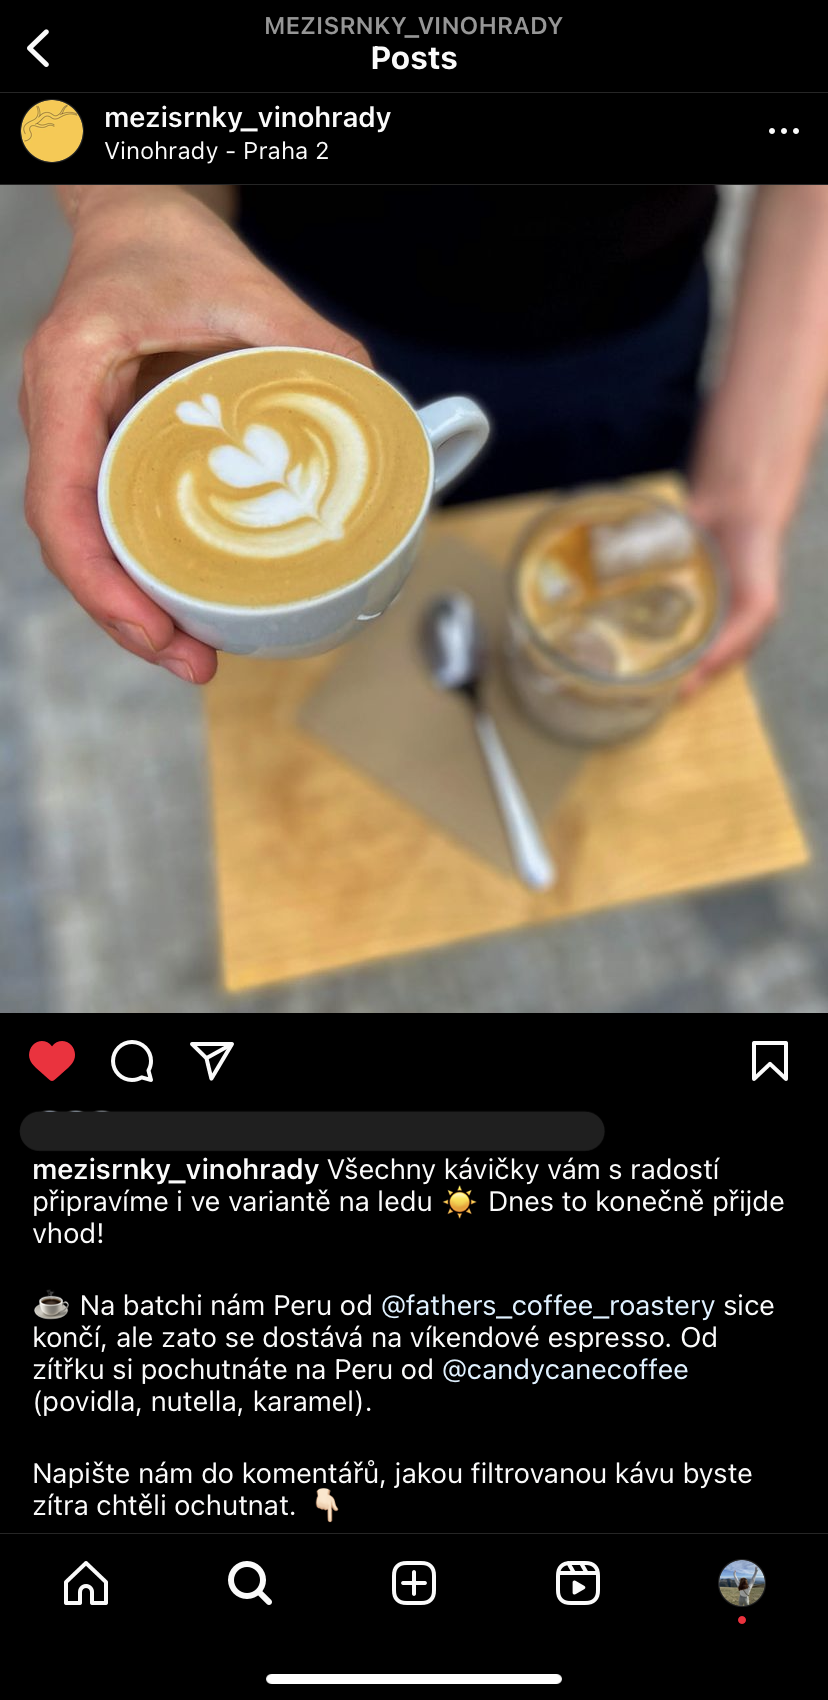 MEZISRNKY_VINOHRADY
Posts
mezisrnky_vinohrady
Vinohrady - Praha 2
mezisrnky_vinohrady Všechny kávičky vám s radostí
připravíme i ve variantě na ledu ☀️ Dnes to konečně přijde
vhod!
☕ Na batchi nám Peru od @fathers_coffee_roastery sice
končí, ale zato se dostává na víkendové espresso. Od
zítřku si pochutnáte na Peru od @candycanecoffee
(povidla, nutella, karamel).
Napište nám do komentářů, jakou filtrovanou kávu byste
zítra chtěli ochutnat. 👇🏻